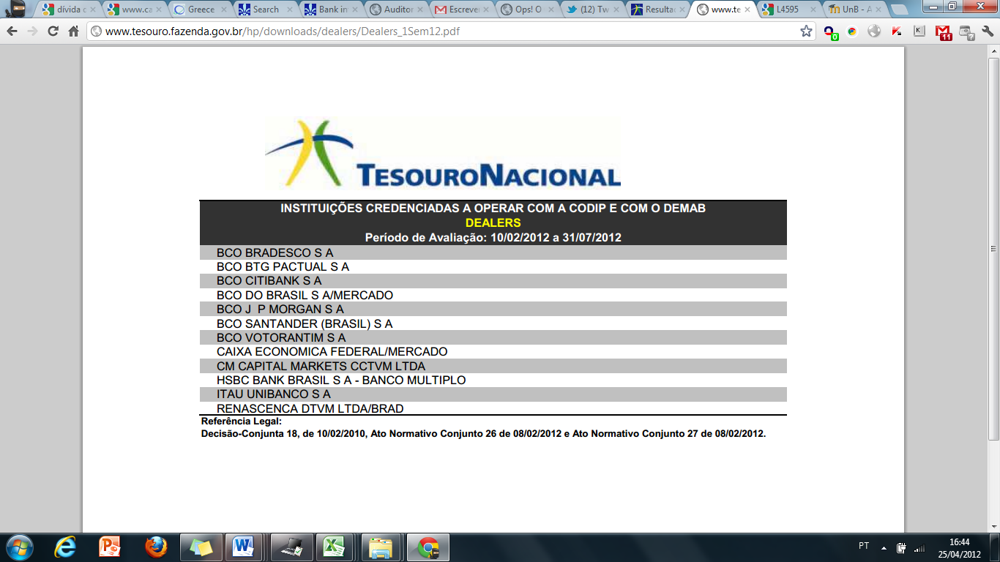 dívida
www.ca
Greece
Search
Bank in
Auditor
Escrever
Ops! O
(12) Tw
Resultad
www.te
L4595
UnB - A
www.tesouro.fazenda.gov.br/hp/downloads/dealers/Dealers_1Sem12.pdf
0
K
11
TESOURONACIONAL
INSTITUIÇÕES CREDENCIADAS A OPERAR COM A CODIP E COM O DEMAB
DEALERS
Período de Avaliação: 10/02/2012 a 31/07/2012
BCO BRADESCO S A
BCO BTG PACTUAL S A
BCO CITIBANK S A
BCO DO BRASIL S A/MERCADO
BCO J P MORGAN S A
BCO SANTANDER (BRASIL) S A
BCO VOTORANTIM S A
CAIXA ECONOMICA FEDERAL/MERCADO
CM CAPITAL MARKETS CCTVM LTDA
HSBC BANK BRASIL S A - BANCO MULTIPLO
ITAU UNIBANCO S A
RENASCENCA DTVM LTDA/BRAD
Referência Legal:
Decisão-Conjunta 18, de 10/02/2010, Ato Normativo Conjunto 26 de 08/02/2012 e Ato Normativo Conjunto 27 de 08/02/2012.
PT
16:44
25/04/2012